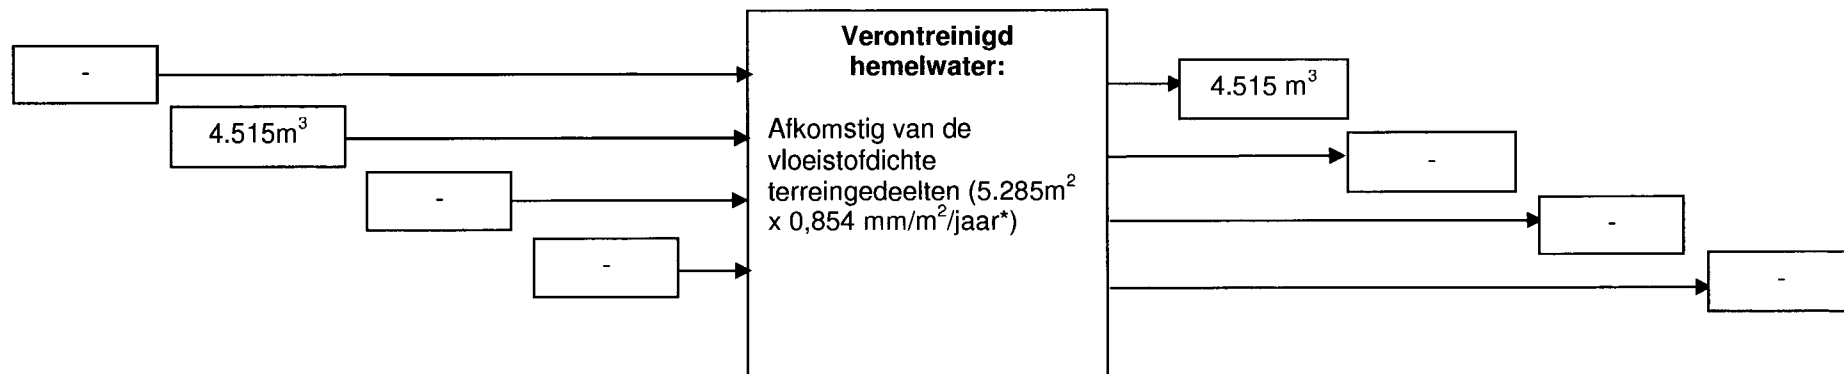 -
4.515m³
-
-
Verontreinigd
hemelwater:
Afkomstig van de
vloeistofdichte
terreingedeelten (5.285m²
x 0,854 mm/m²/jaar*)
4.515 m³
-
-
-